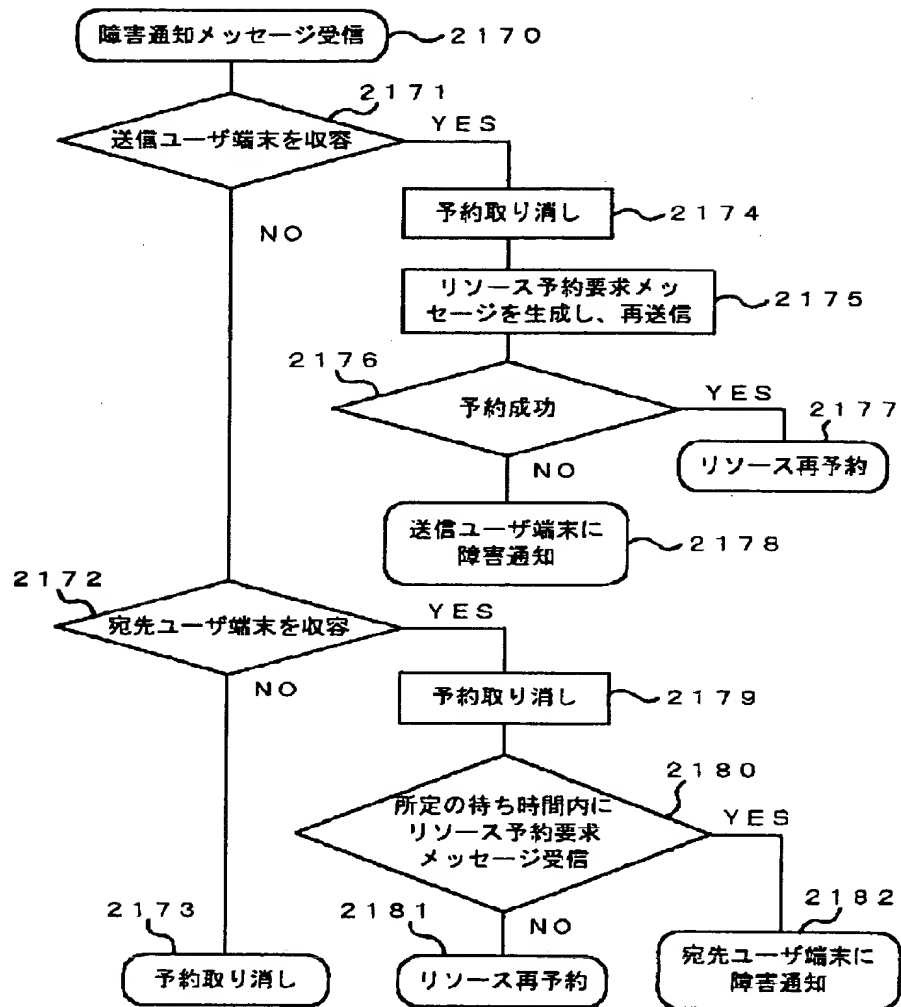 障害通知メッセージ受信
2170
2171
送信ユーザ端末を収容
YES
NO
予約取り消し
2174
リソース予約要求メッ
セージを生成し、再送信
2175
2176
予約成功
YES
2177
リソース再予約
NO
送信ユーザ端末に
障害通知
2178
2172
宛先ユーザ端末を収容
YES
NO
予約取り消し
2179
2180
所定の待ち時間内に
リソース予約要求
メッセージ受信
YES
2173
予約取り消し
2181
NO
リソース再予約
2182
宛先ユーザ端末に
障害通知